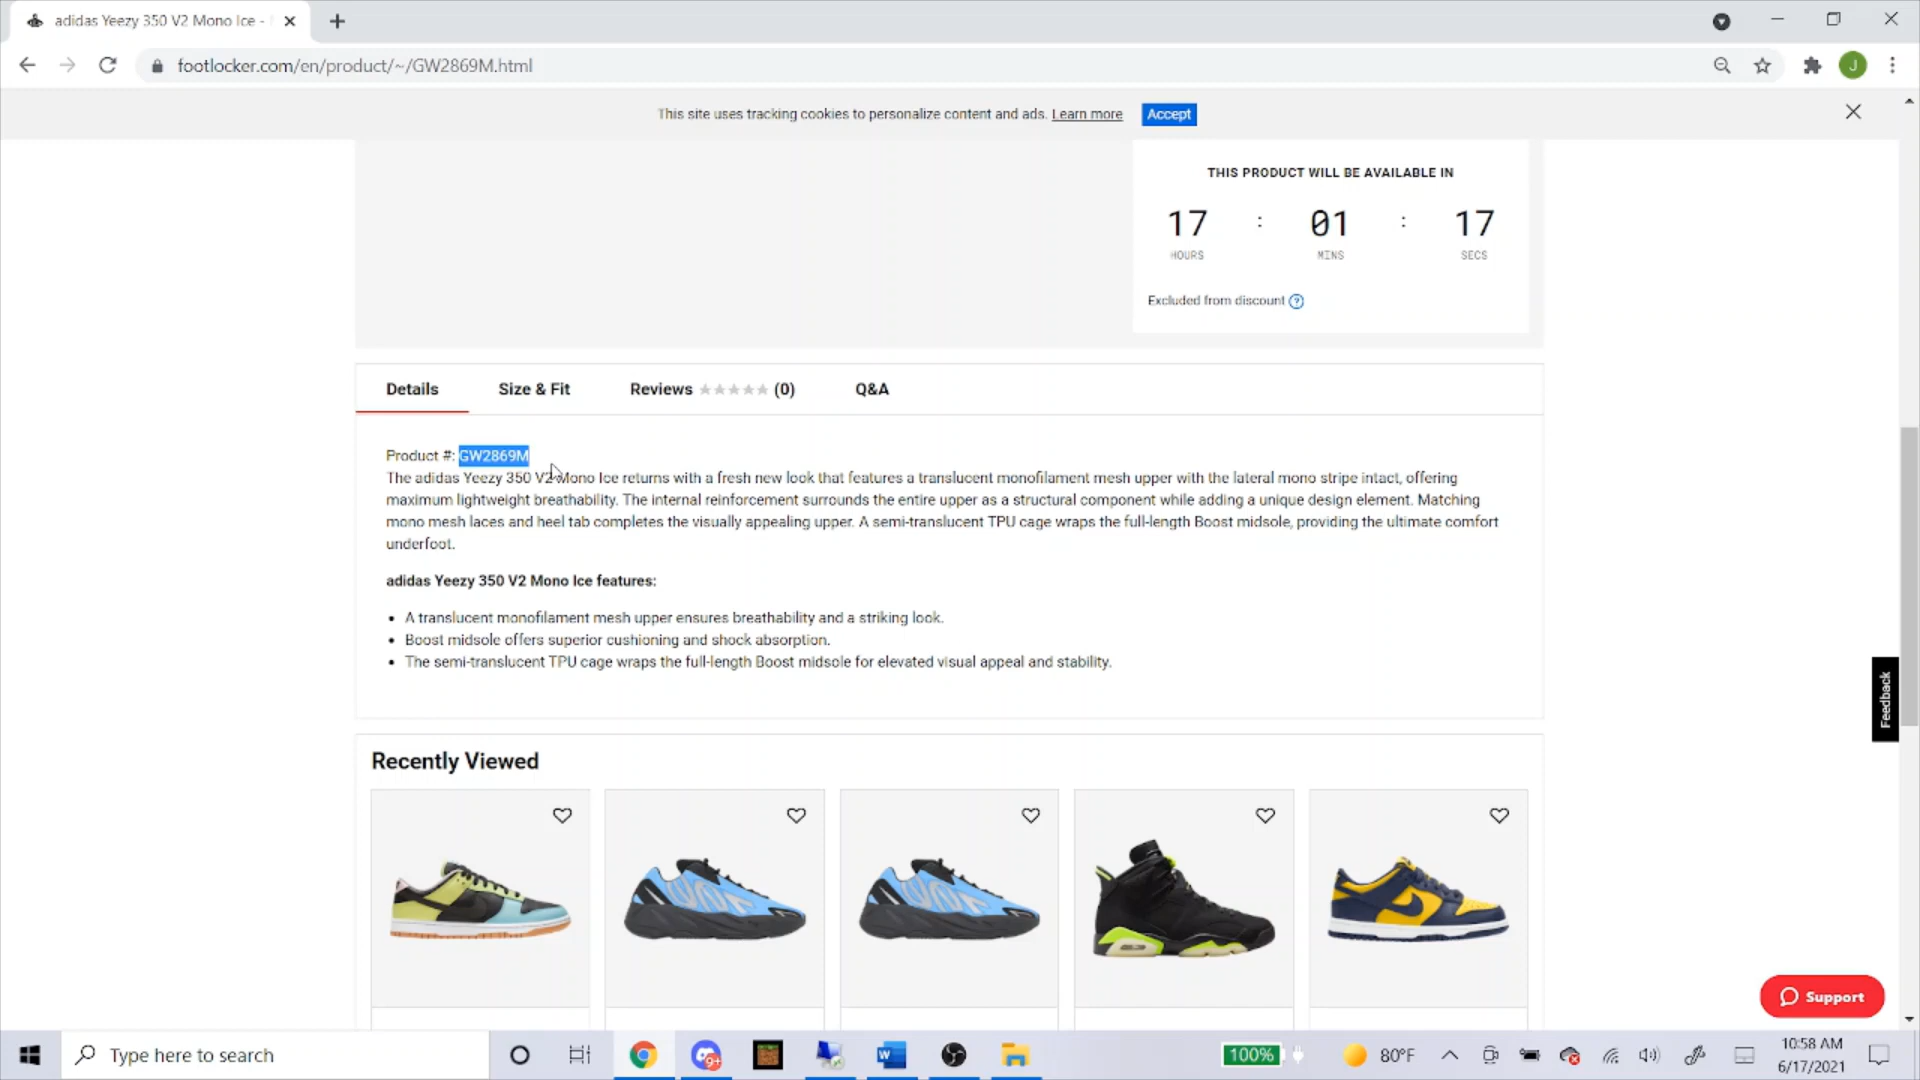 adidas Yeezy 350 V2 Mono Ice -
footlocker.com/en/product/~/GW2869M.html
J
This site uses tracking cookies to personalize content and ads. Learn more
Accept
THIS PRODUCT WILL BE AVAILABLE IN
17 : 01 : 17
HOURS MINS SECS
Excluded from discount ?
Details Size & Fit Reviews (0) Q&A
Product #: GW2869M
The adidas Yeezy 350 V2 Mono Ice returns with a fresh new look that features a translucent monofilament mesh upper with the lateral mono stripe intact, offering
maximum lightweight breathability. The internal reinforcement surrounds the entire upper as a structural component while adding a unique design element. Matching
mono mesh laces and heel tab completes the visually appealing upper. A semi-translucent TPU cage wraps the full-length Boost midsole, providing the ultimate comfort
underfoot.
adidas Yeezy 350 V2 Mono Ice features:
• A translucent monofilament mesh upper ensures breathability and a striking look.
• Boost midsole offers superior cushioning and shock absorption.
• The semi-translucent TPU cage wraps the full-length Boost midsole for elevated visual appeal and stability.
Feedback
Recently Viewed
Support
Type here to search
9+
W
100%
80°F
10:58 AM
6/17/2021